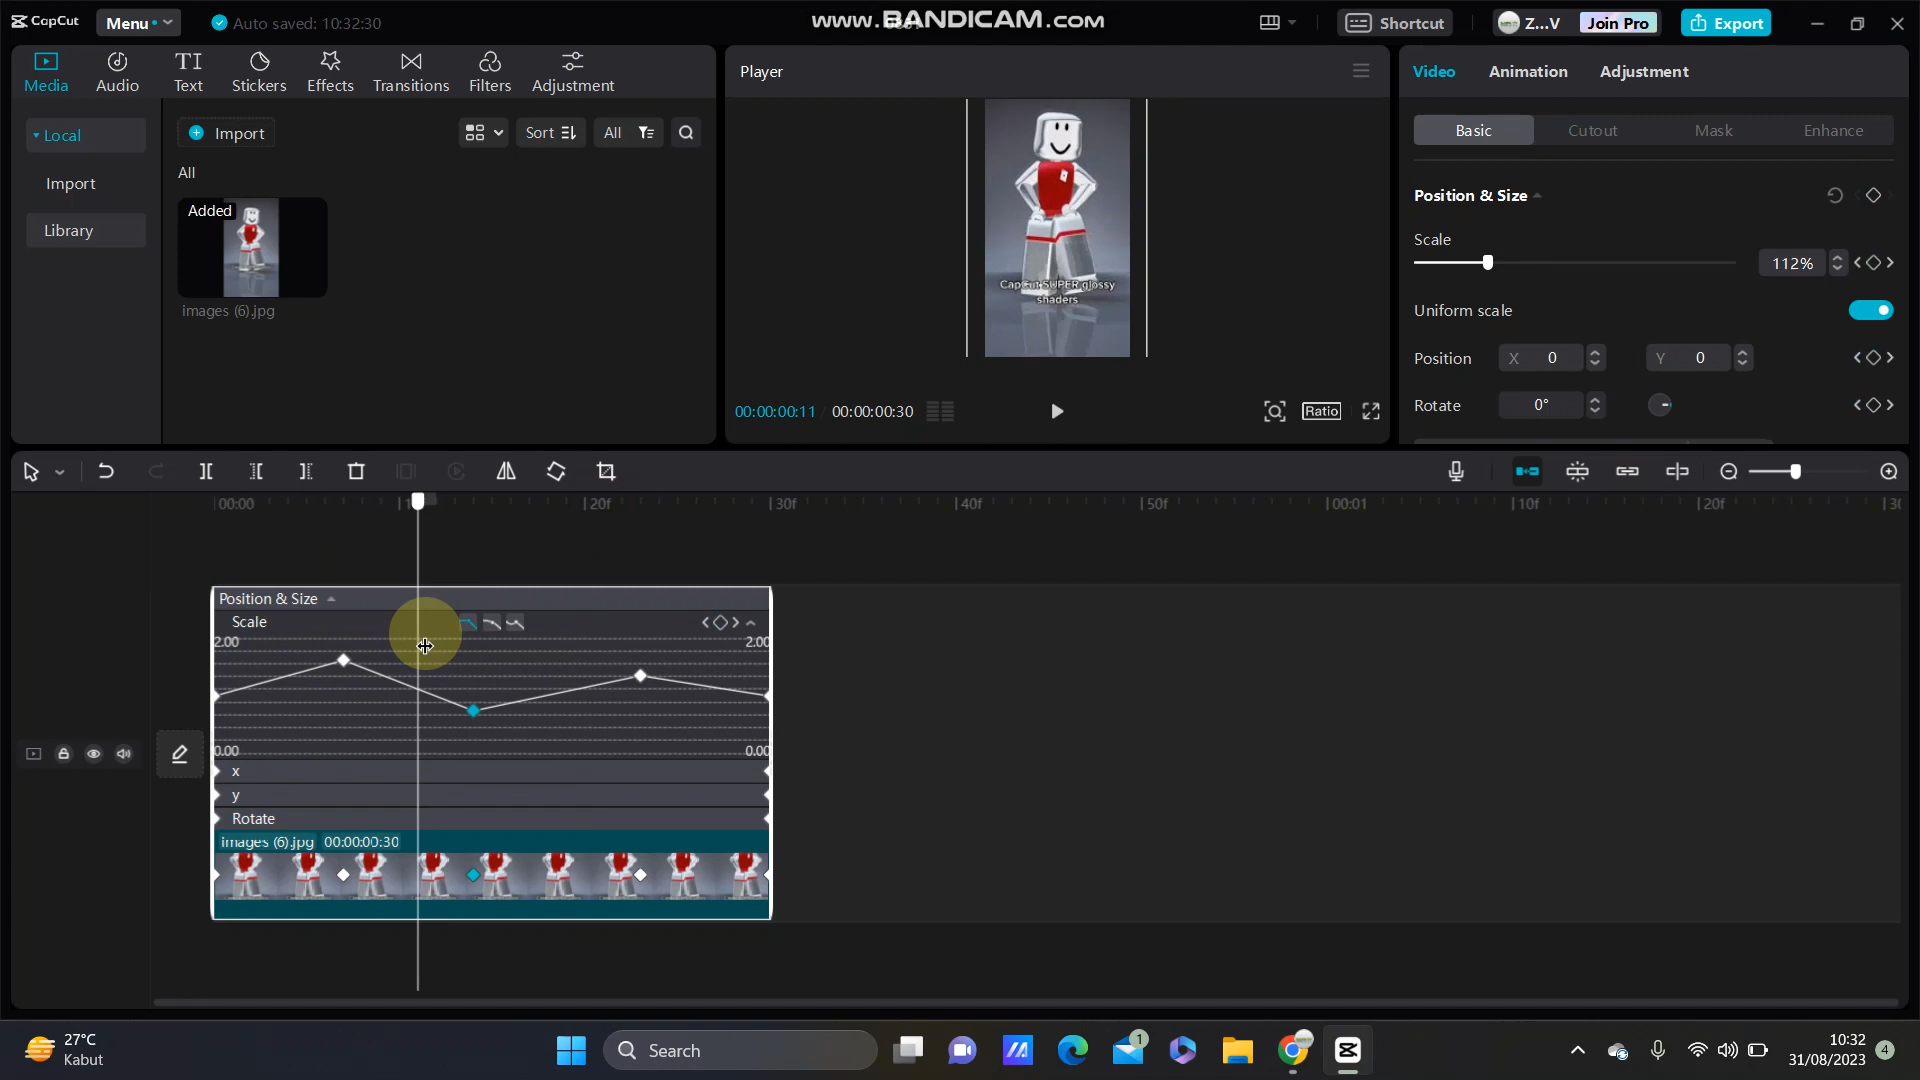 CapCut
Menu
Auto saved: 10:32:30
www.BANDICAM.com
Shortcut
Z...V
Join Pro
Export
Media
Audio
Text
Stickers
Effects
Transitions
Filters
Adjustment
Local
Import
Library
Import
Sort
All
All
Added
images (6).jpg
Player
CapCut SUPER glossy
shaders
00:00:00:11
00:00:00:30
Ratio
Video
Animation
Adjustment
Basic
Cutout
Mask
Enhance
Position & Size
Scale
112%
Uniform scale
Position
X 0
Y 0
Rotate
0°
00:00
20f
30f
40f
50f
00:01
10f
20f
Position & Size
Scale
2.00
2.00
0.00
0.00
x
y
Rotate
images (6).jpg 00:00:00:30
27°C
Kabut
Search
1
10:32
31/08/2023
4